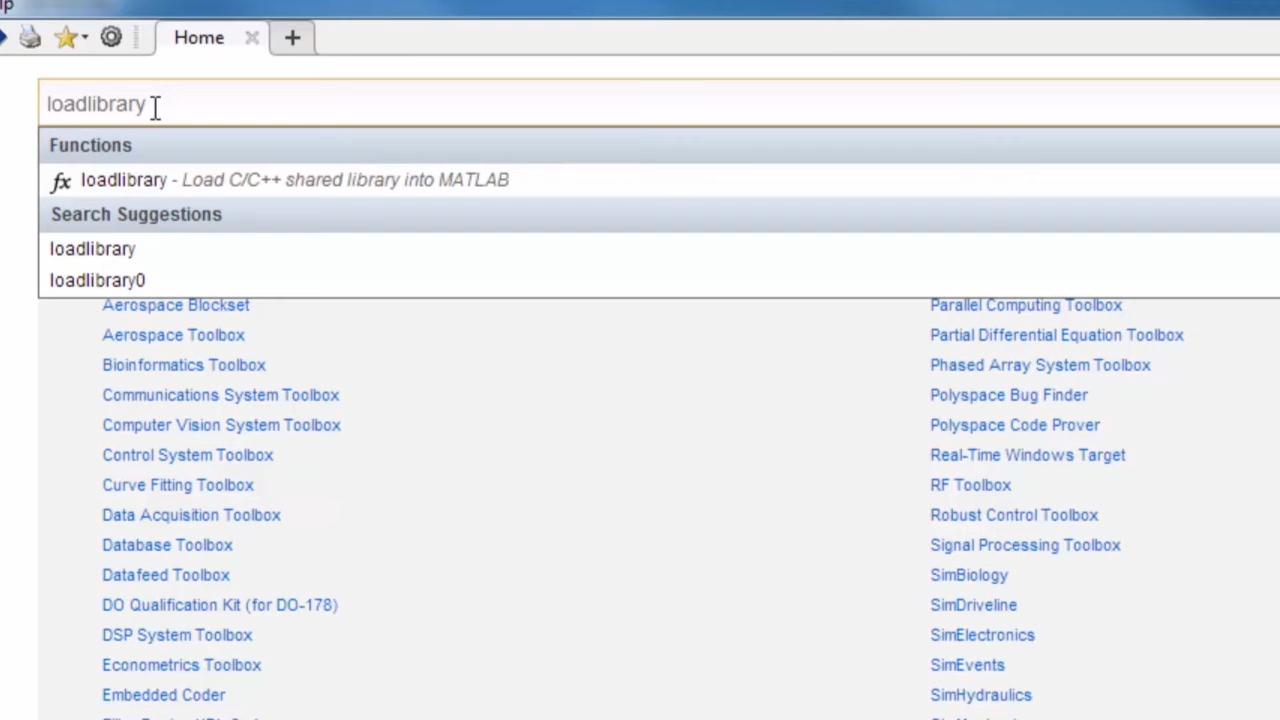 lp
Home
loadlibrary
Functions
fx loadlibrary - Load C/C++ shared library into MATLAB
Search Suggestions
loadlibrary
loadlibrary0
Aerospace Blockset
Aerospace Toolbox
Bioinformatics Toolbox
Communications System Toolbox
Computer Vision System Toolbox
Control System Toolbox
Curve Fitting Toolbox
Data Acquisition Toolbox
Database Toolbox
Datafeed Toolbox
DO Qualification Kit (for DO-178)
DSP System Toolbox
Econometrics Toolbox
Embedded Coder
Parallel Computing Toolbox
Partial Differential Equation Toolbox
Phased Array System Toolbox
Polyspace Bug Finder
Polyspace Code Prover
Real-Time Windows Target
RF Toolbox
Robust Control Toolbox
Signal Processing Toolbox
SimBiology
SimDriveline
SimElectronics
SimEvents
SimHydraulics